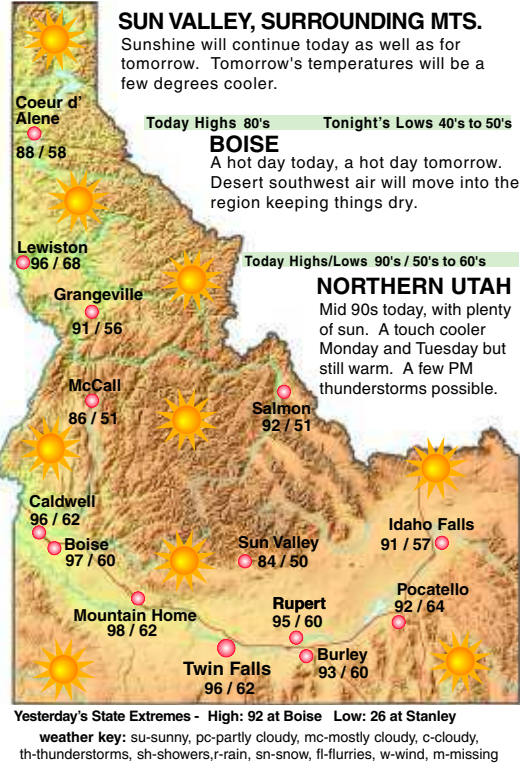 SUN VALLEY, SURROUNDING MTS.
Sunshine will continue today as well as for
tomorrow. Tomorrow's temperatures will be a
few degrees cooler.
Today Highs 80's Tonight's Lows 40's to 50's
BOISE
A hot day today, a hot day tomorrow.
Desert southwest air will move into the
region keeping things dry.
Today Highs/Lows 90's / 50's to 60's
NORTHERN UTAH
Mid 90s today, with plenty
of sun. A touch cooler
Monday and Tuesday but
still warm. A few PM
thunderstorms possible.
Coeur d'
Alene
88 / 58
Lewiston
96 / 68
Grangeville
91 / 56
McCall
86 / 51
Salmon
92 / 51
Caldwell
96 / 62
Boise
97 / 60
Sun Valley
84 / 50
Idaho Falls
91 / 57
Mountain Home
98 / 62
Rupert
95 / 60
Pocatello
92 / 64
Twin Falls
96 / 62
Burley
93 / 60
Yesterday's State Extremes - High: 92 at Boise Low: 26 at Stanley
weather key: su-sunny, pc-partly cloudy, mc-mostly cloudy, c-cloudy,
th-thunderstorms, sh-showers,r-rain, sn-snow, fl-flurries, w-wind, m-missing